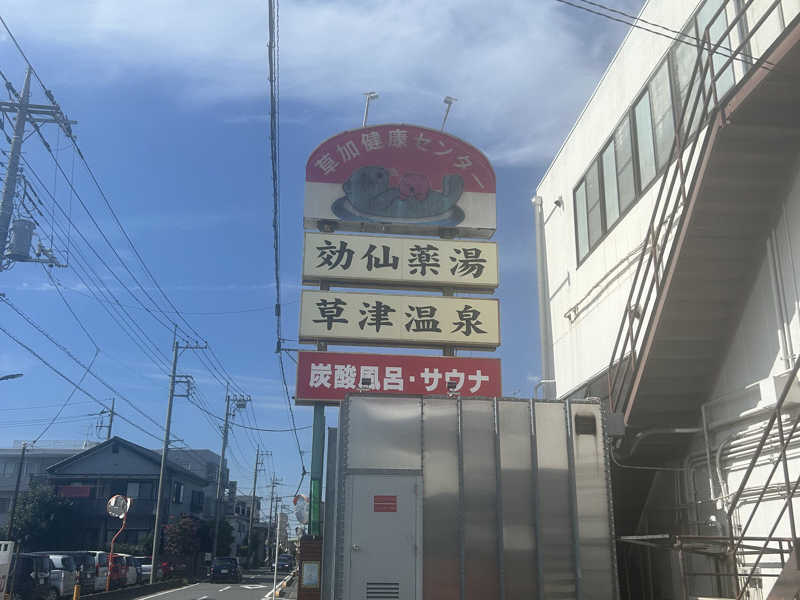 草加健康センター
効仙薬湯
草津温泉
炭酸風呂・サウナ